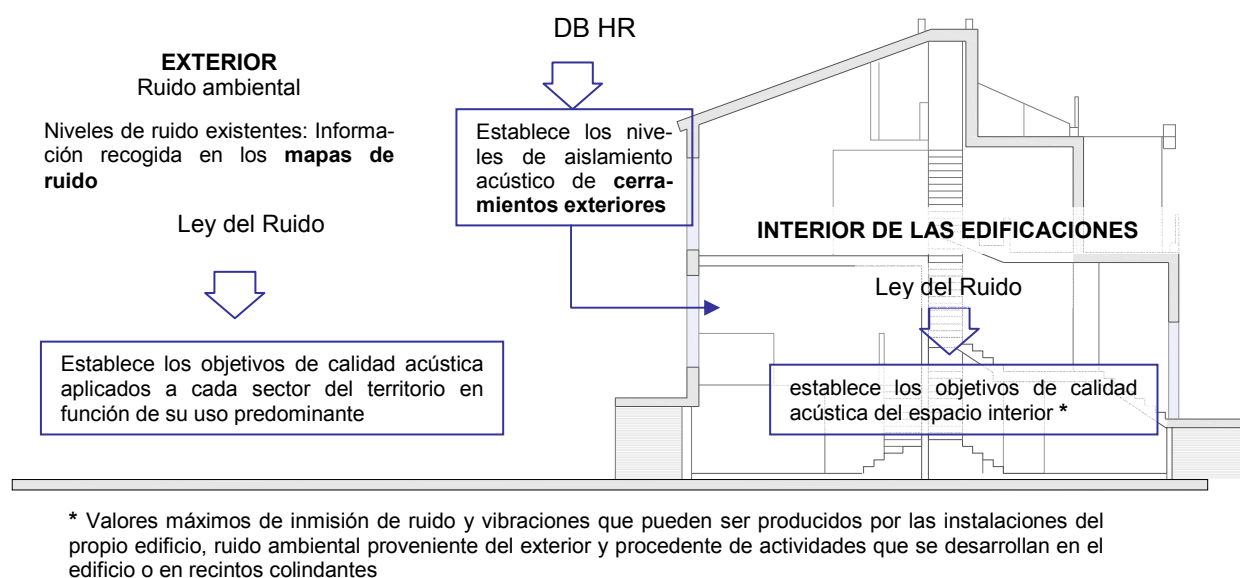 EXTERIOR
Ruido ambiental
Niveles de ruido existentes: Informa-
ción recogida en los mapas de
ruido
Ley del Ruido
Establece los objetivos de calidad acústica
aplicados a cada sector del territorio en
función de su uso predominante
DB HR
Establece los nive-
les de aislamiento
acústico de cerra-
mientos exteriores
INTERIOR DE LAS EDIFICACIONES
Ley del Ruido
establece los objetivos de calidad
acústica del espacio interior *
* Valores máximos de inmisión de ruido y vibraciones que pueden ser producidos por las instalaciones del
propio edificio, ruido ambiental proveniente del exterior y procedente de actividades que se desarrollan en el
edificio o en recintos colindantes